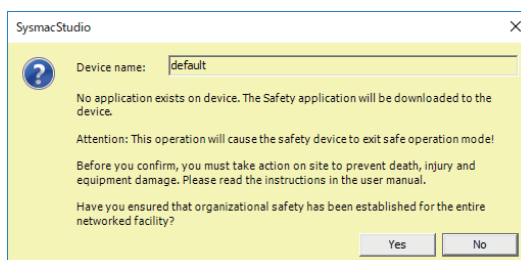 SysmacStudio
Device name: default
No application exists on device. The Safety application will be downloaded to the
device.
Attention: This operation will cause the safety device to exit safe operation mode!
Before you confirm, you must take action on site to prevent death, injury and
equipment damage. Please read the instructions in the user manual.
Have you ensured that organizational safety has been established for the entire
networked facility?
Yes No